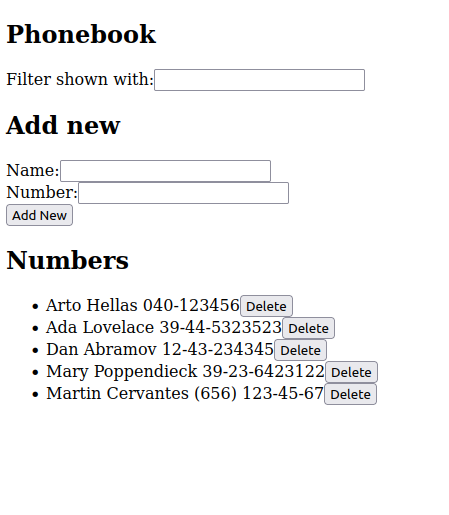 Phonebook
Filter shown with:
Add new
Name:
Number:
Add New
Numbers
Arto Hellas 040-123456 Delete
Ada Lovelace 39-44-5323523 Delete
Dan Abramov 12-43-234345 Delete
Mary Poppendieck 39-23-6423122 Delete
Martin Cervantes (656) 123-45-67 Delete